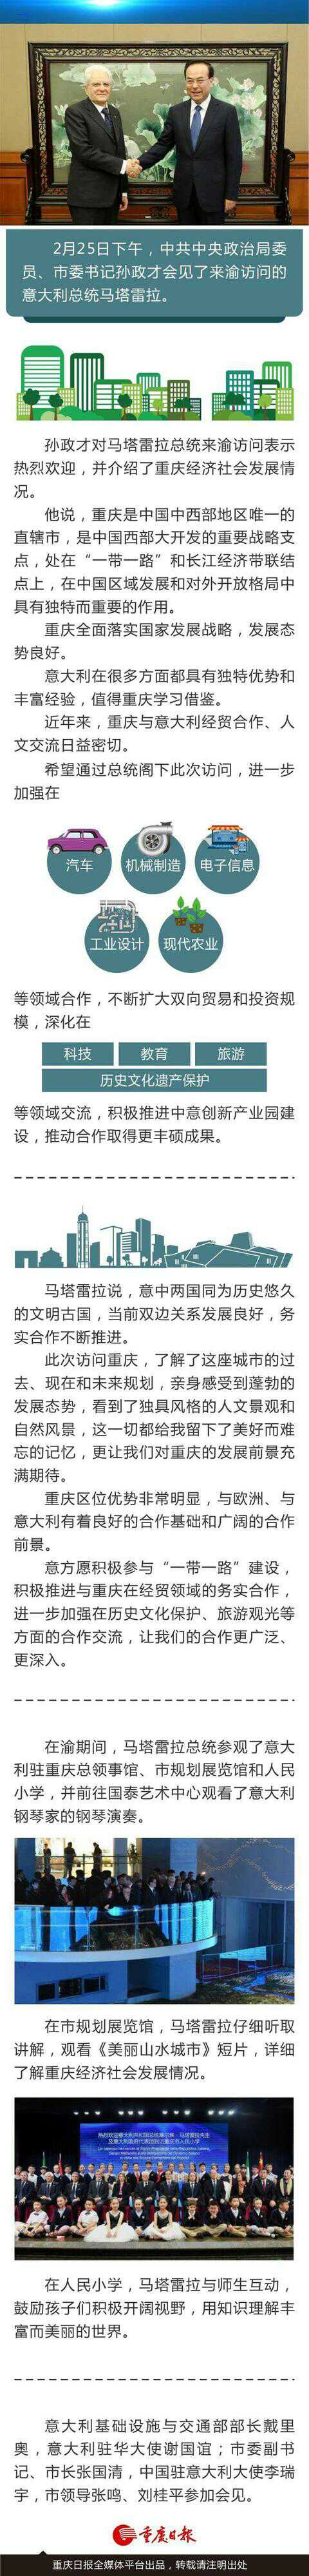 2月25日下午，中共中央政治局委
员、市委书记孙政才会见了来渝访问的
意大利总统马塔雷拉。
孙政才对马塔雷拉总统来渝访问表示
热烈欢迎，并介绍了重庆经济社会发展情
况。
他说，重庆是中国中西部地区唯一的
直辖市，是中国西部大开发的重要战略支
点，处在“一带一路”和长江经济带联结
点上，在中国区域发展和对外开放格局中
具有独特而重要的作用。
重庆全面落实国家发展战略，发展态
势良好。
意大利在很多方面都具有独特优势和
丰富经验，值得重庆学习借鉴。
近年来，重庆与意大利经贸合作、人
文交流日益密切。
希望通过总统阁下此次访问，进一步
加强在
汽车
机械制造
电子信息
工业设计
现代农业
等领域合作，不断扩大双向贸易和投资规
模，深化在
科技
教育
旅游
历史文化遗产保护
等领域交流，积极推进中意创新产业园建
设，推动合作取得更丰硕成果。
马塔雷拉说，意中两国同为历史悠久
的文明古国，当前双边关系发展良好，务
实合作不断推进。
此次访问重庆，了解了这座城市的过
去、现在和未来规划，亲身感受到蓬勃的
发展态势，看到了独具风格的人文景观和
自然风景，这一切都给我留下了美好而难
忘的记忆，更让我们对重庆的发展前景充
满期待。
重庆区位优势非常明显，与欧洲、与
意大利有着良好的合作基础和广阔的合作
前景。
意方愿积极参与“一带一路”建设，
积极推进与重庆在经贸领域的务实合作，
进一步加强在历史文化保护、旅游观光等
方面的合作交流，让我们的合作更广泛、
更深入。
在渝期间，马塔雷拉总统参观了意大
利驻重庆总领事馆、市规划展览馆和人民
小学，并前往国泰艺术中心观看了意大利
钢琴家的钢琴演奏。
在市规划展览馆，马塔雷拉仔细听取
讲解，观看《美丽山水城市》短片，详细
了解重庆经济社会发展情况。
在人民小学，马塔雷拉与师生互动，
鼓励孩子们积极开阔视野，用知识理解丰
富而美丽的世界。
意大利基础设施与交通部部长戴里
奥，意大利驻华大使谢国谊；市委副书
记、市长张国清，中国驻意大利大使李瑞
宇，市领导张鸣、刘桂平参加会见。
重庆日报
重庆日报全媒体平台出品，转载请注明出处